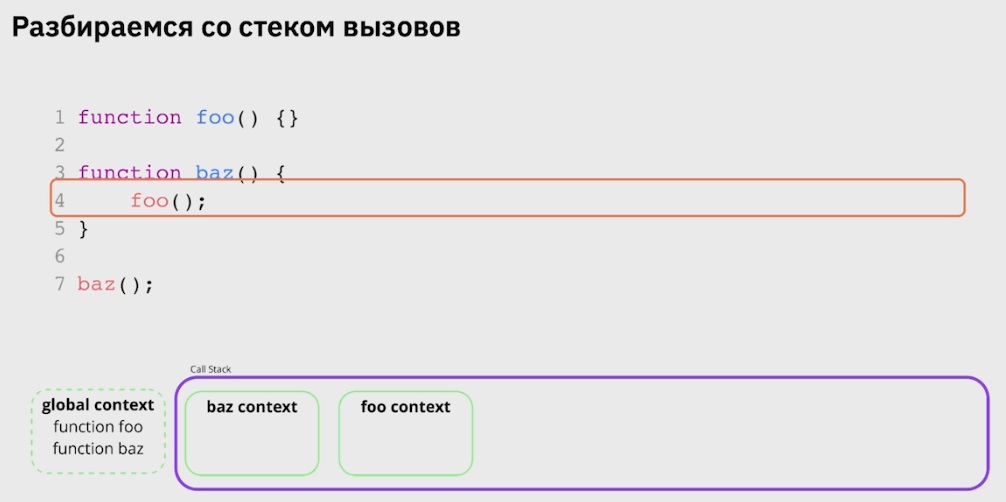 Разбираемся со стеком вызовов
1 function foo() {}
2
3 function baz() {
4     foo();
5 }
6
7 baz();
Call Stack
global context
function foo
function baz
baz context
foo context